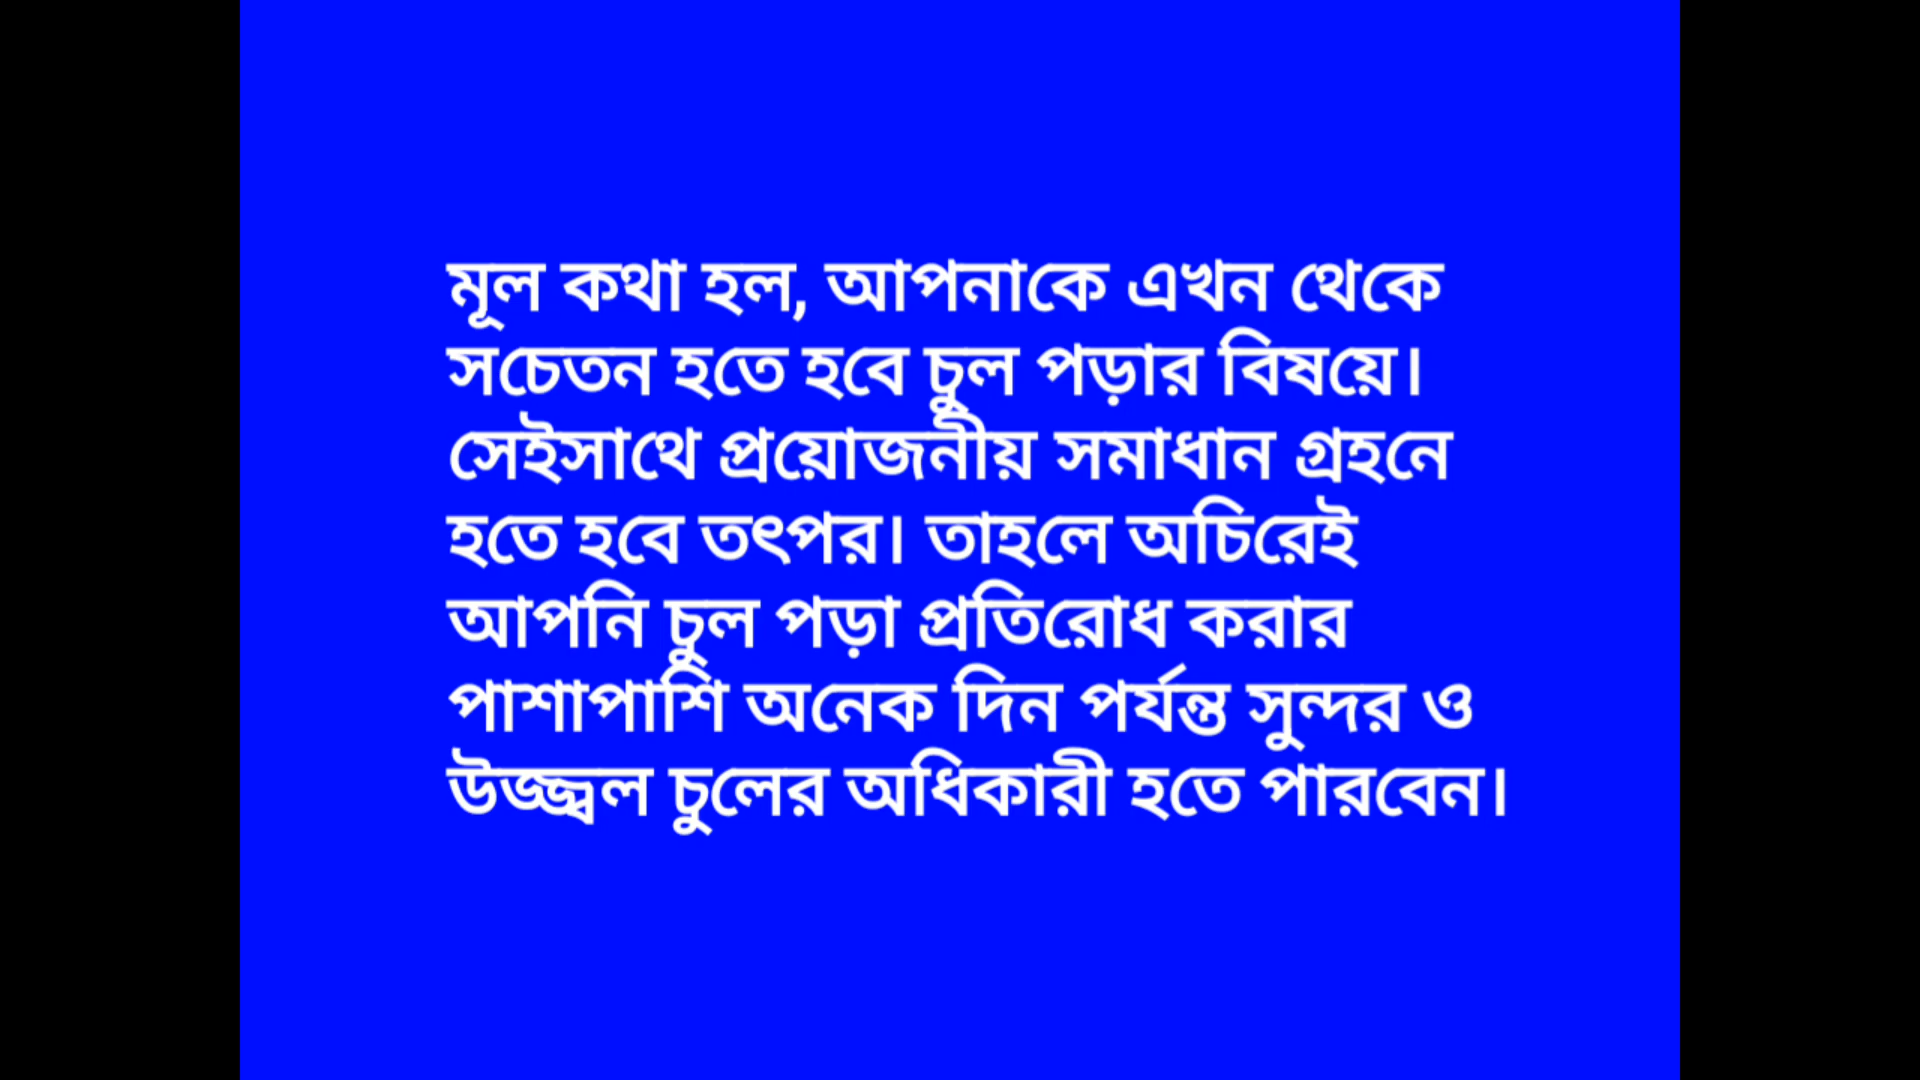 মূল কথা হল, আপনাকে এখন থেকে
সচেতন হতে হবে চুল পড়ার বিষয়ে।
সেইসাথে প্রয়োজনীয় সমাধান গ্রহনে
হতে হবে তৎপর। তাহলে অচিরেই
আপনি চুল পড়া প্রতিরোধ করার
পাশাপাশি অনেক দিন পর্যন্ত সুন্দর ও
উজ্জ্বল চুলের অধিকারী হতে পারবেন।